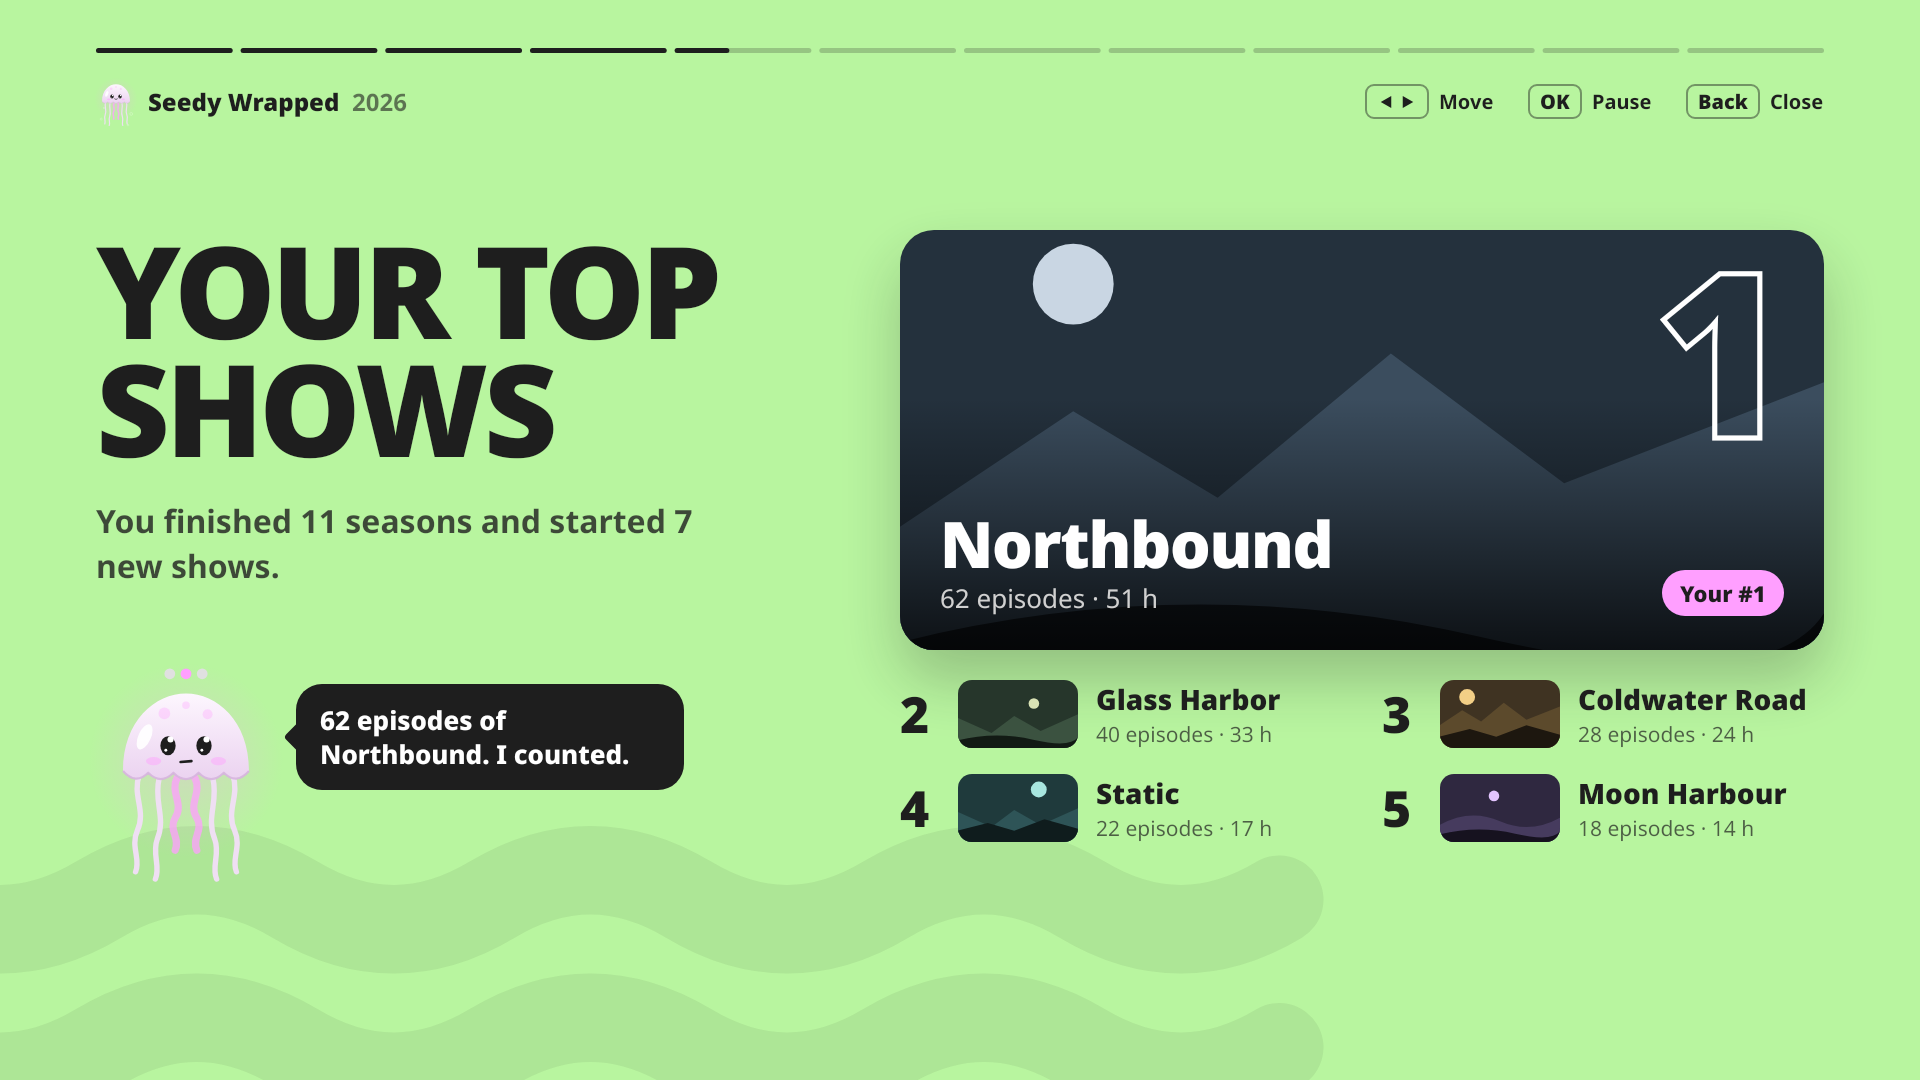 Seedy Wrapped 2026
◀ ▶ Move
OK Pause
Back Close
YOUR TOP
SHOWS
You finished 11 seasons and started 7
new shows.
62 episodes of
Northbound. I counted.
1
Northbound
62 episodes · 51 h
Your #1
2
Glass Harbor
40 episodes · 33 h
3
Coldwater Road
28 episodes · 24 h
4
Static
22 episodes · 17 h
5
Moon Harbour
18 episodes · 14 h